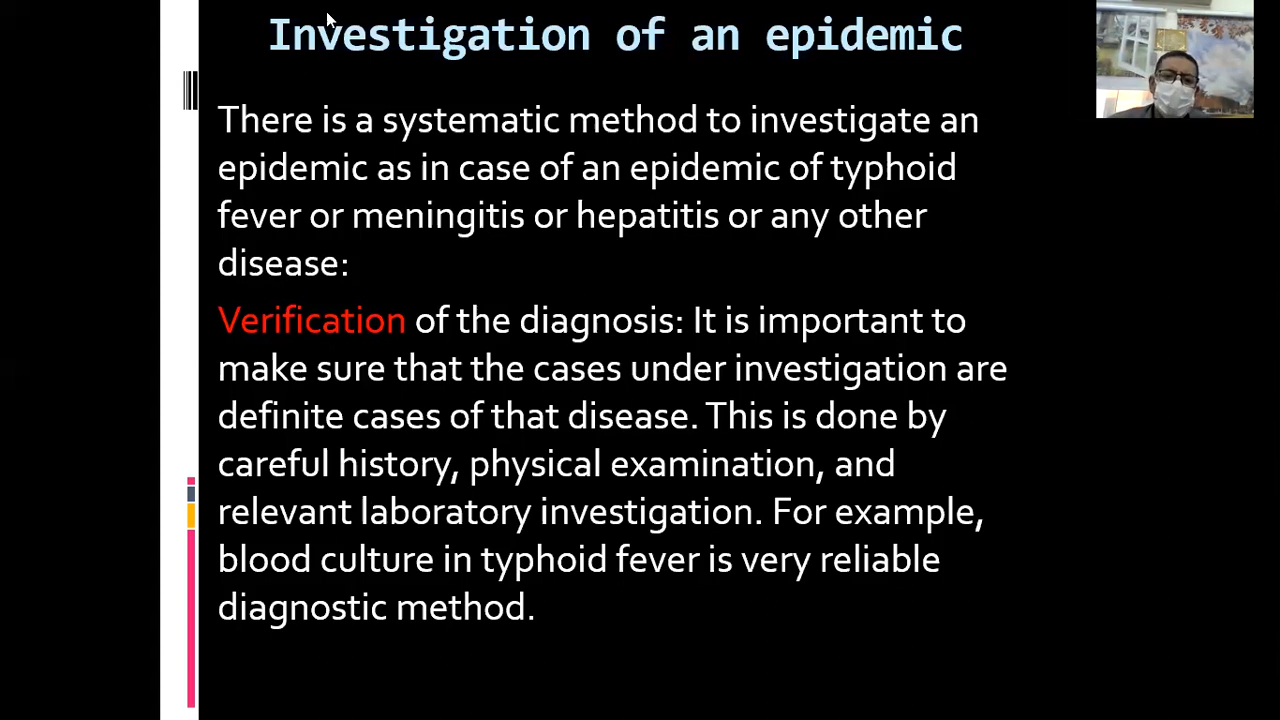 Investigation of an epidemic
There is a systematic method to investigate an
epidemic as in case of an epidemic of typhoid
fever or meningitis or hepatitis or any other
disease:
Verification of the diagnosis: It is important to
make sure that the cases under investigation are
definite cases of that disease. This is done by
careful history, physical examination, and
relevant laboratory investigation. For example,
blood culture in typhoid fever is very reliable
diagnostic method.